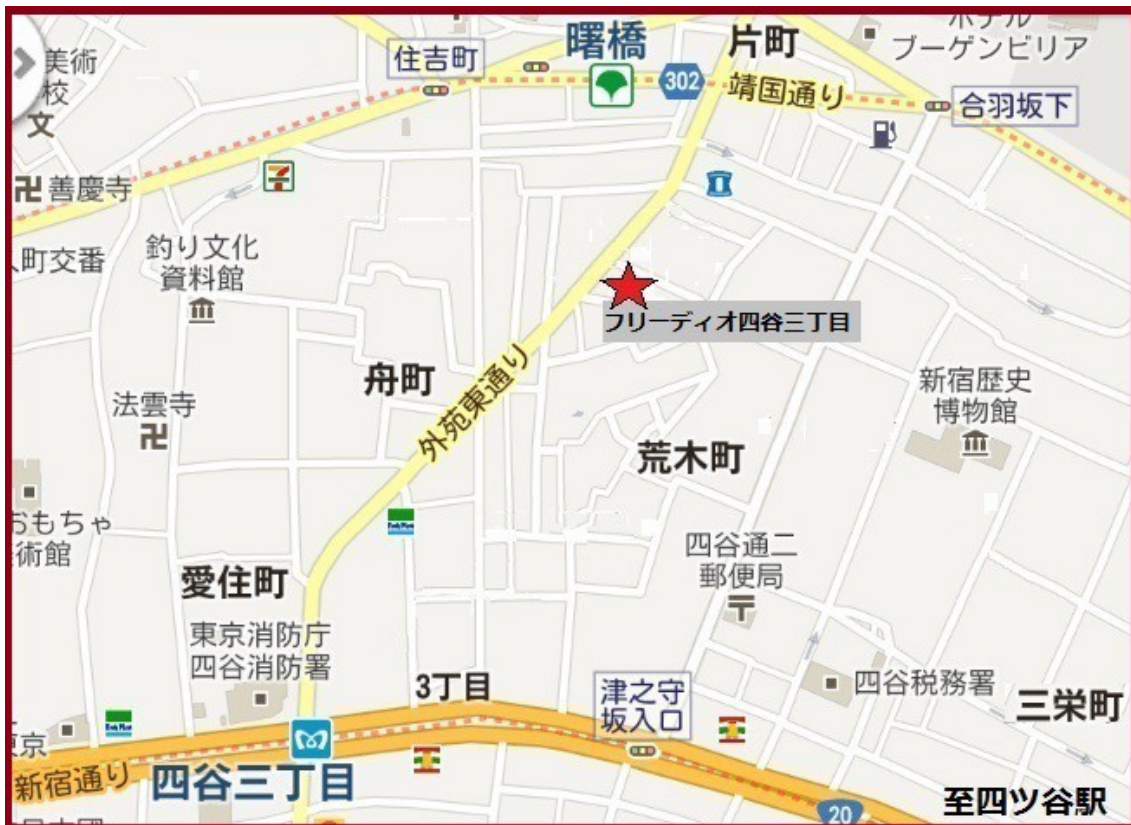 ホテル
ブーゲンビリア
曙橋
片町
住吉町
美術
校
文
302
靖国通り
合羽坂下
卍善慶寺
7
町交番
釣り文化
資料館
フリーディオ四谷三丁目
舟町
外苑東通り
新宿歴史
博物館
法雲寺
卍
荒木町
おもちゃ
術館
四谷通二
郵便局
〒
愛住町
東京消防庁
四谷消防署
3丁目
津之守
坂入口
四谷税務署
三栄町
京
新宿通り
四谷三丁目
20
至四ツ谷駅